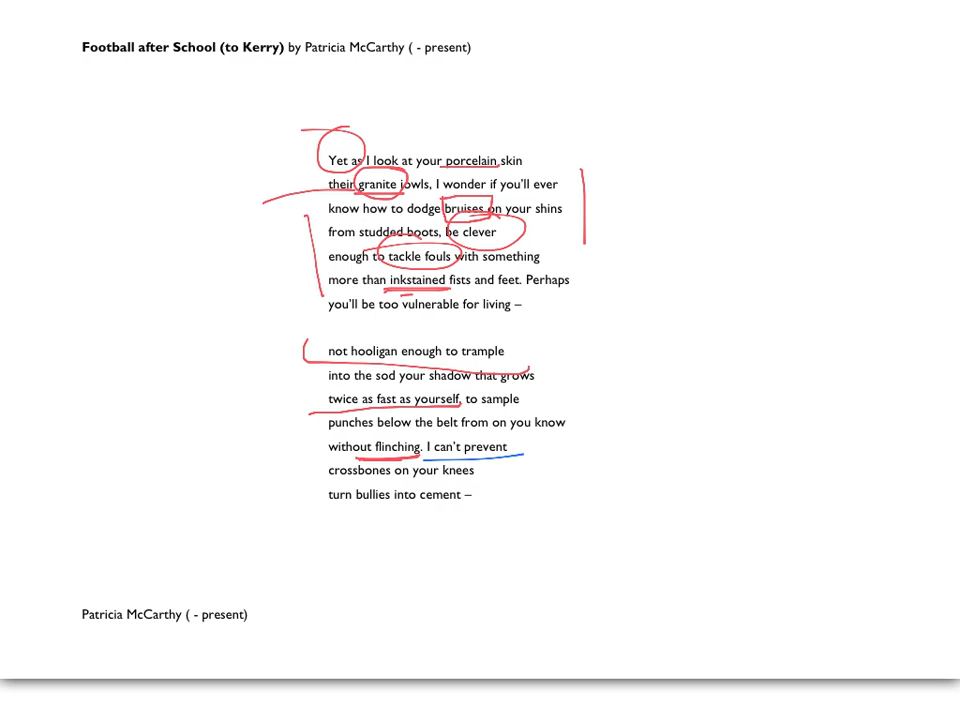 Football after School (to Kerry) by Patricia McCarthy ( - present)
Yet as I look at your porcelain skin
their granite jowls, I wonder if you'll ever
know how to dodge bruises on your shins
from studded boots, be clever
enough to tackle fouls with something
more than inkstained fists and feet. Perhaps
you'll be too vulnerable for living –
not hooligan enough to trample
into the sod your shadow that grows
twice as fast as yourself, to sample
punches below the belt from on you know
without flinching. I can't prevent
crossbones on your knees
turn bullies into cement –
Patricia McCarthy ( - present)